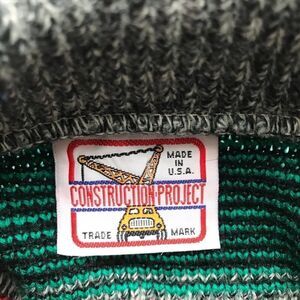 MADE
IN
U.S.A.
CONSTRUCTION PROJECT
TRADE MARK